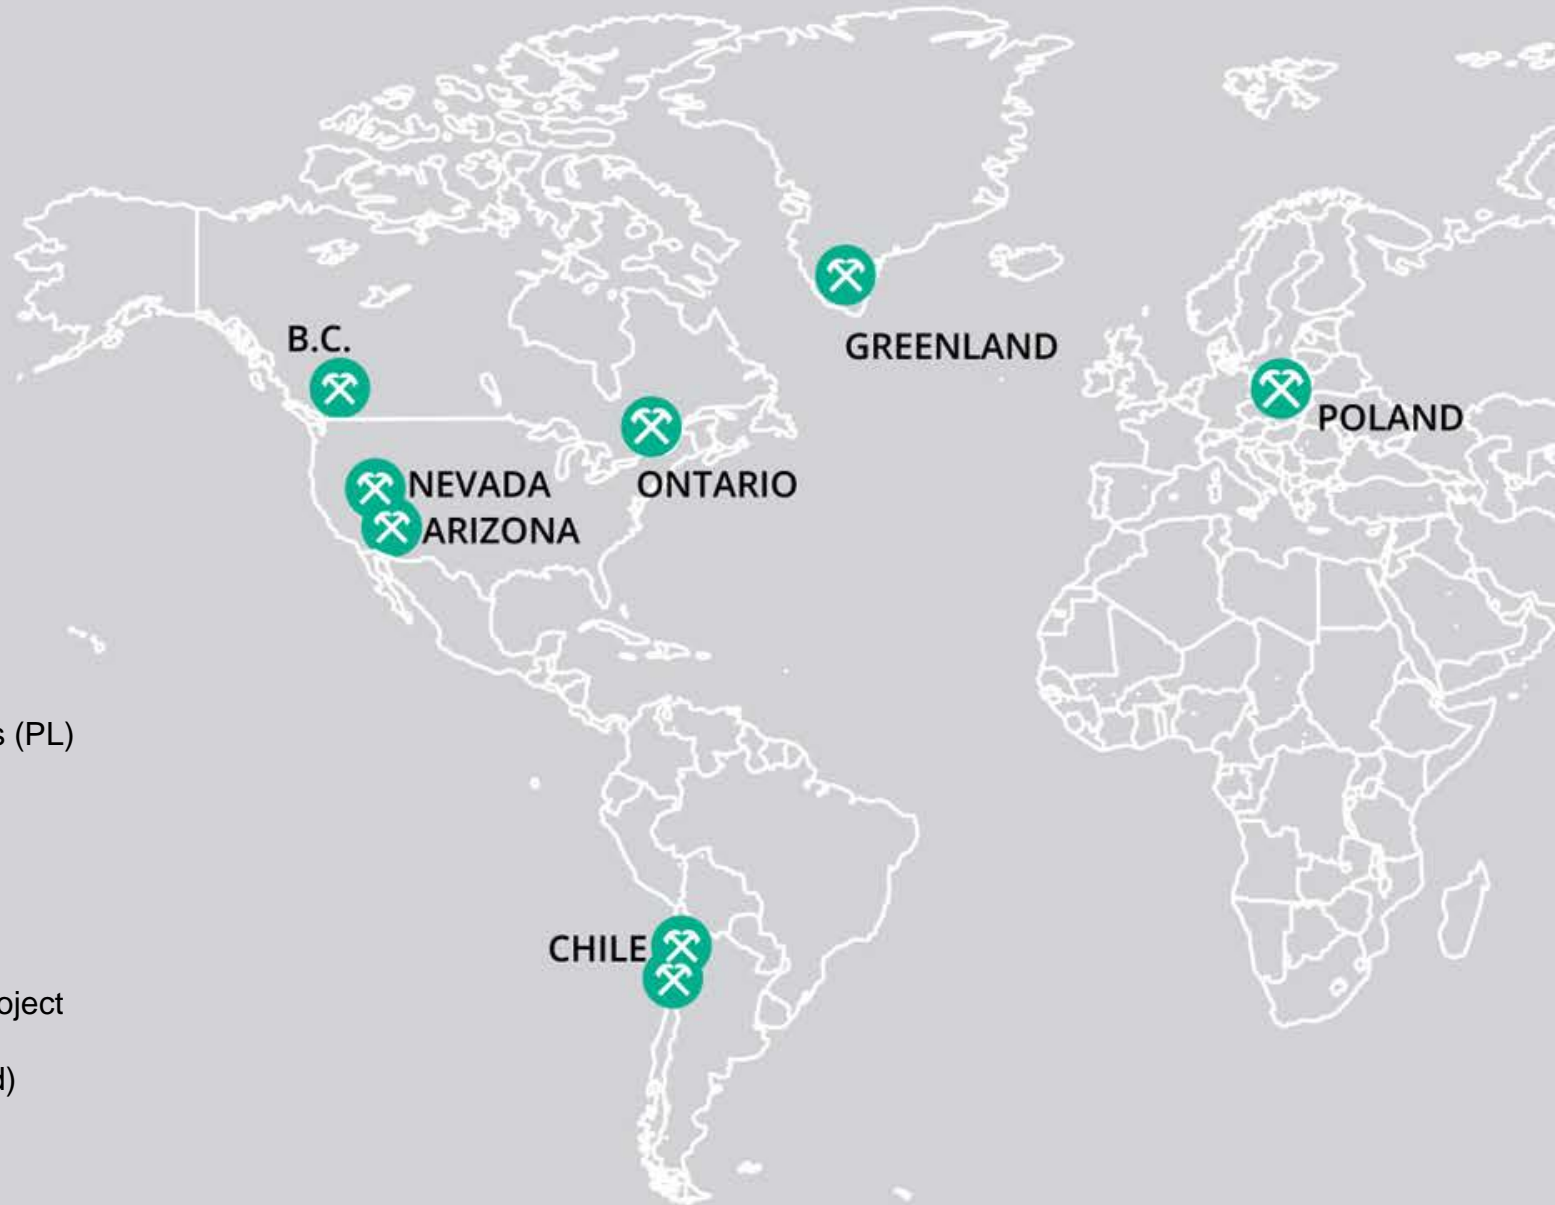 B.C.
GREENLAND
POLAND
NEVADA
ONTARIO
ARIZONA
(PL)
CHILE
oject
d)